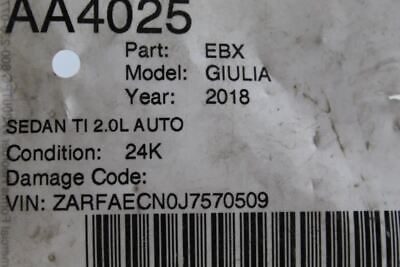 AA4025
Part: EBX
Model: GIULIA
Year: 2018
SEDAN TI 2.0L AUTO
Condition: 24K
Damage Code:
VIN: ZARFAECN0J7570509